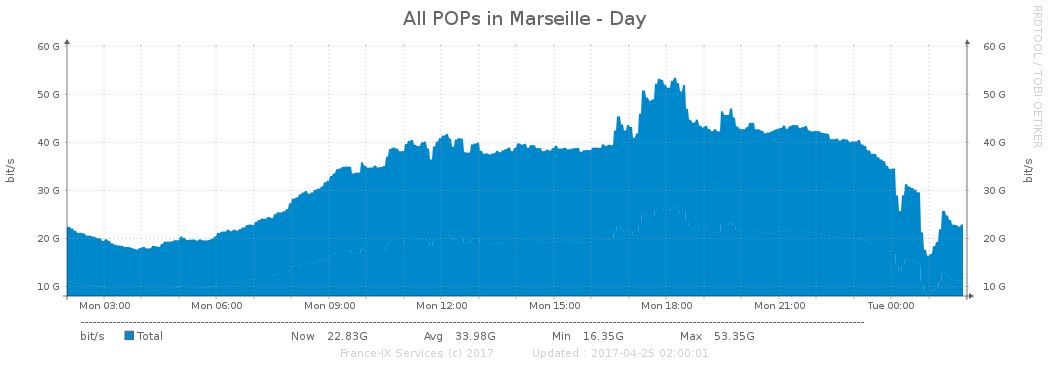 All POPs in Marseille - Day
RRDTOOL / TOBI OETIKER
60 G 60 G
50 G 50 G
40 G 40 G
30 G 30 G
20 G 20 G
10 G 10 G
bit/s
bit/s
Mon 03:00 Mon 06:00 Mon 09:00 Mon 12:00 Mon 15:00 Mon 18:00 Mon 21:00 Tue 00:00
bit/s Total Now 22.83G Avg 33.98G Min 16.35G Max 53.35G
France-IX Services (c) 2017 Updated : 2017-04-25 02:00:01